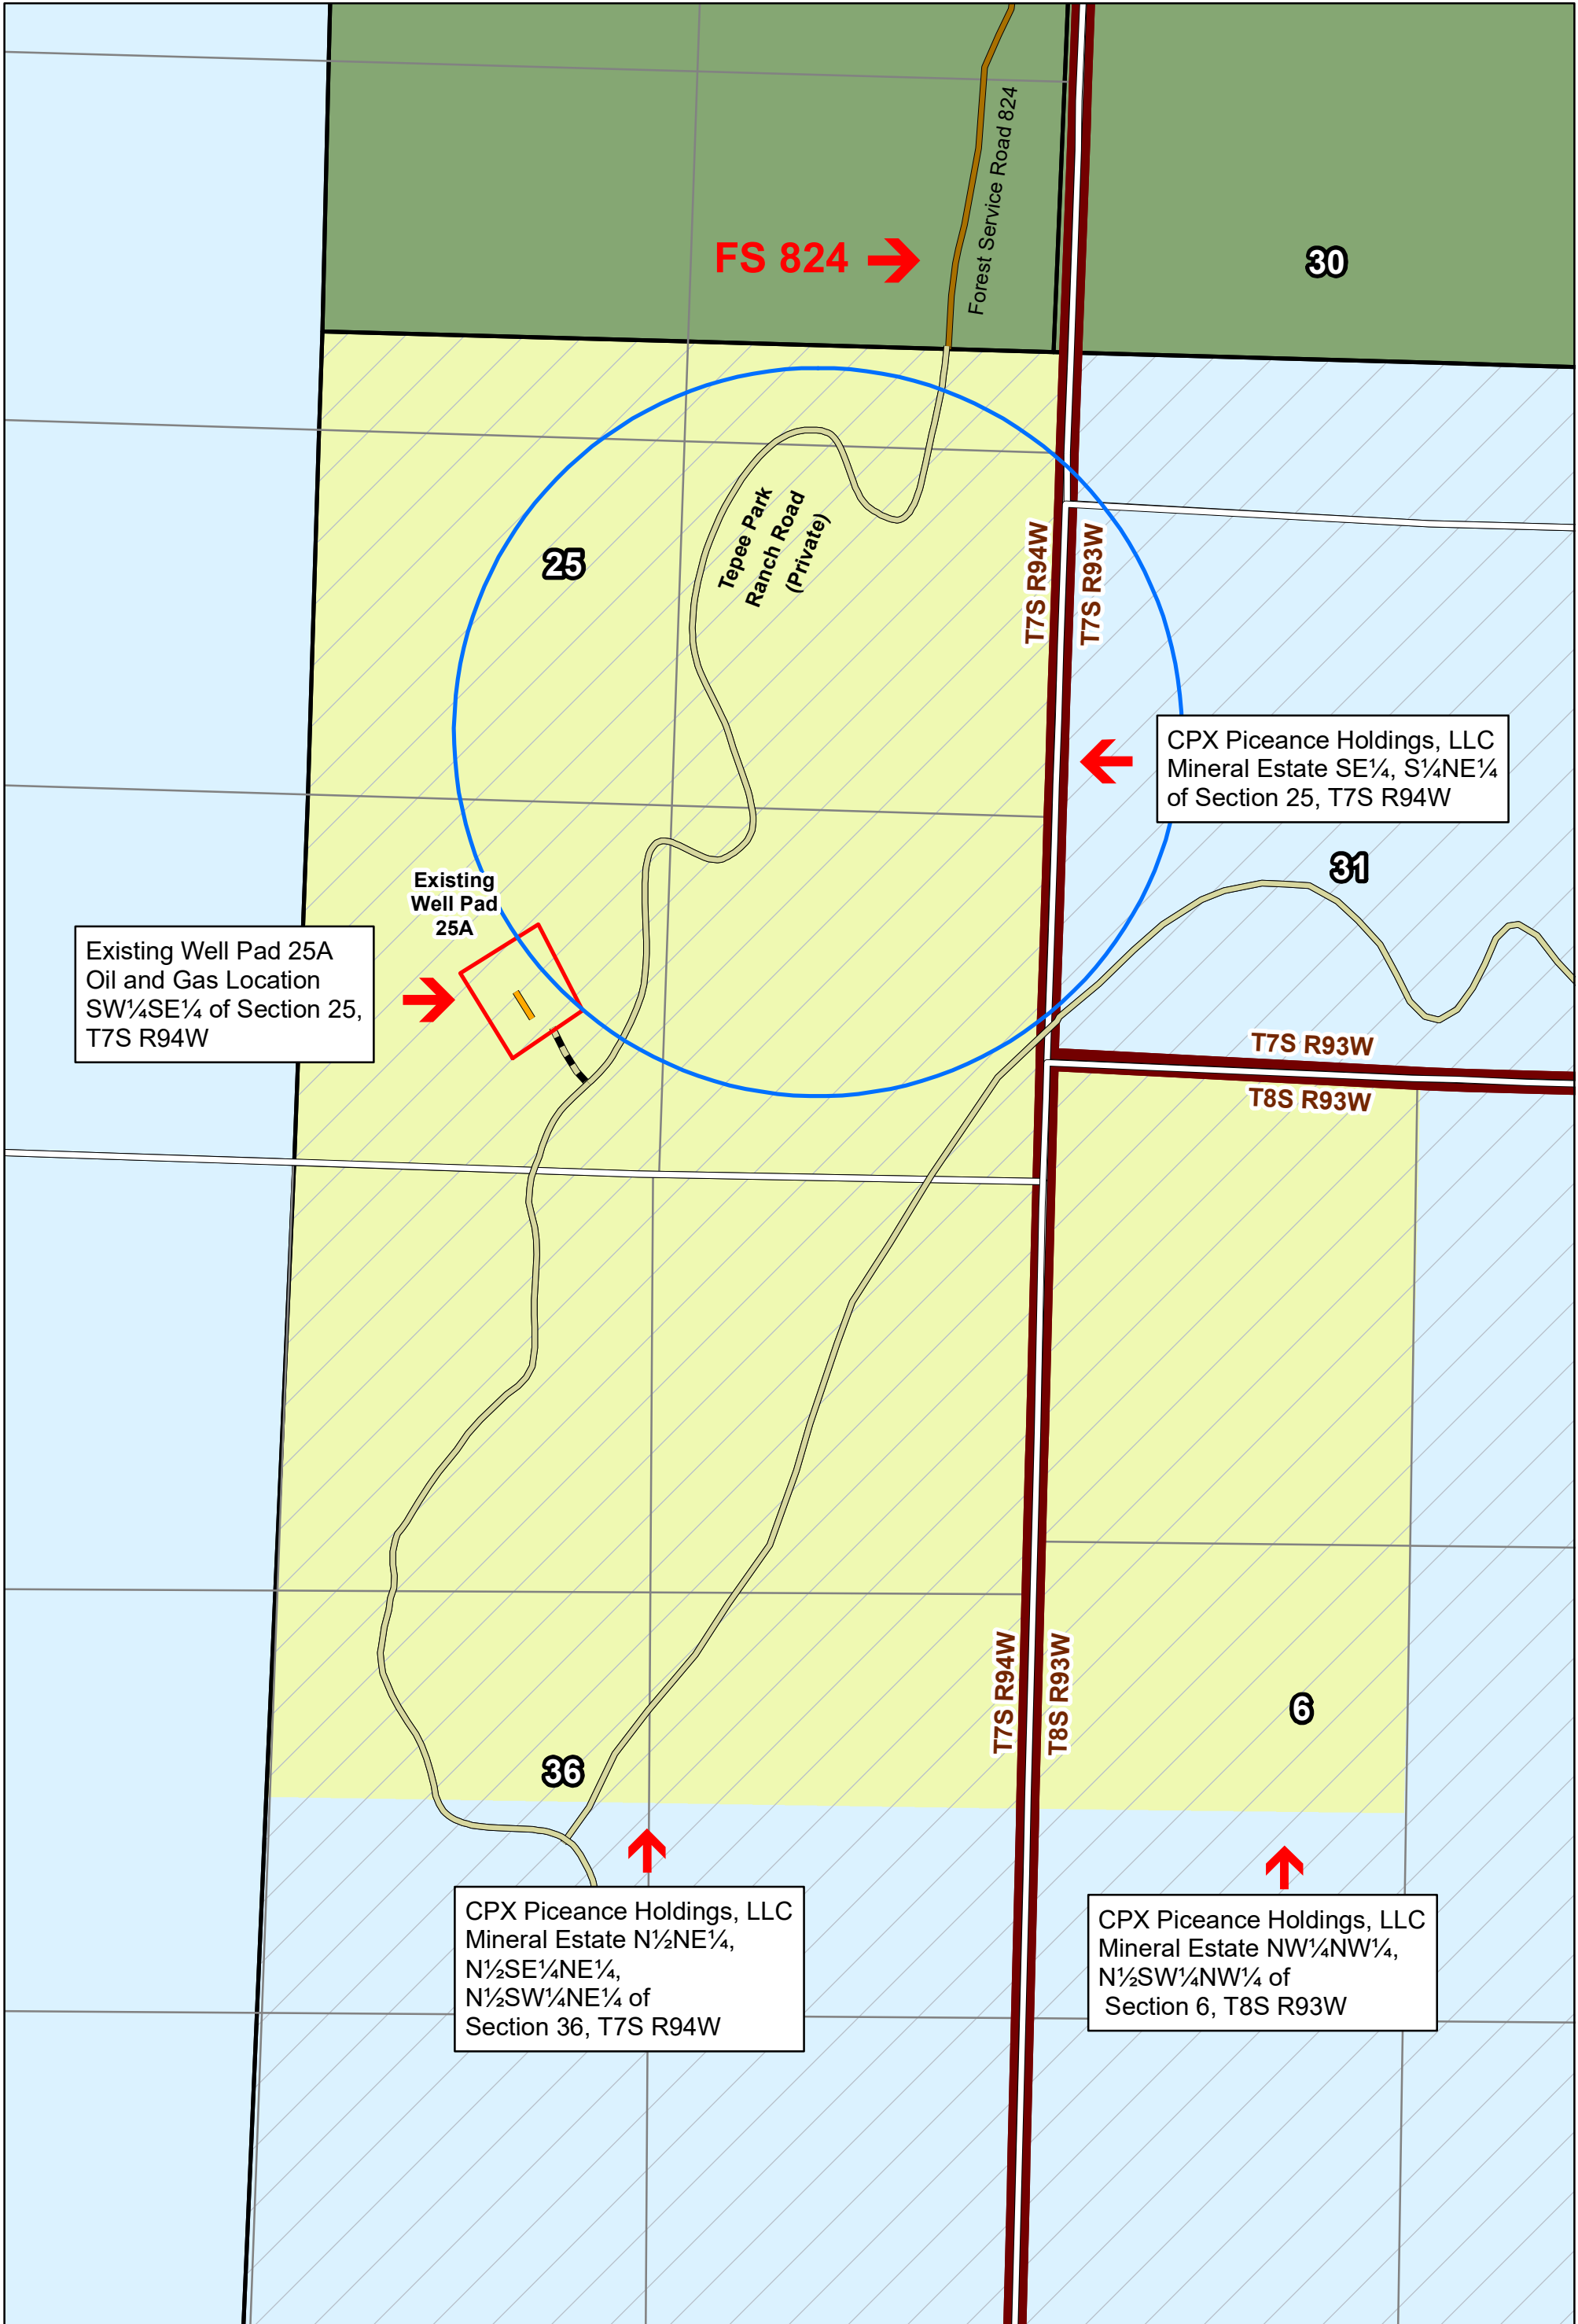 Forest Service Road 824
FS 824
30
25
Tepee Park
Ranch Road
(Private)
T7S R94W
T7S R93W
CPX Piceance Holdings, LLC
Mineral Estate SE¼, S¼NE¼
of Section 25, T7S R94W
31
Existing
Well Pad
25A
Existing Well Pad 25A
Oil and Gas Location
SW¼SE¼ of Section 25,
T7S R94W
T7S R93W
T8S R93W
T7S R94W
T8S R93W
6
36
CPX Piceance Holdings, LLC
Mineral Estate N½NE¼,
N½SE¼NE¼,
N½SW¼NE¼ of
Section 36, T7S R94W
CPX Piceance Holdings, LLC
Mineral Estate NW¼NW¼,
N½SW¼NW¼ of
Section 6, T8S R93W